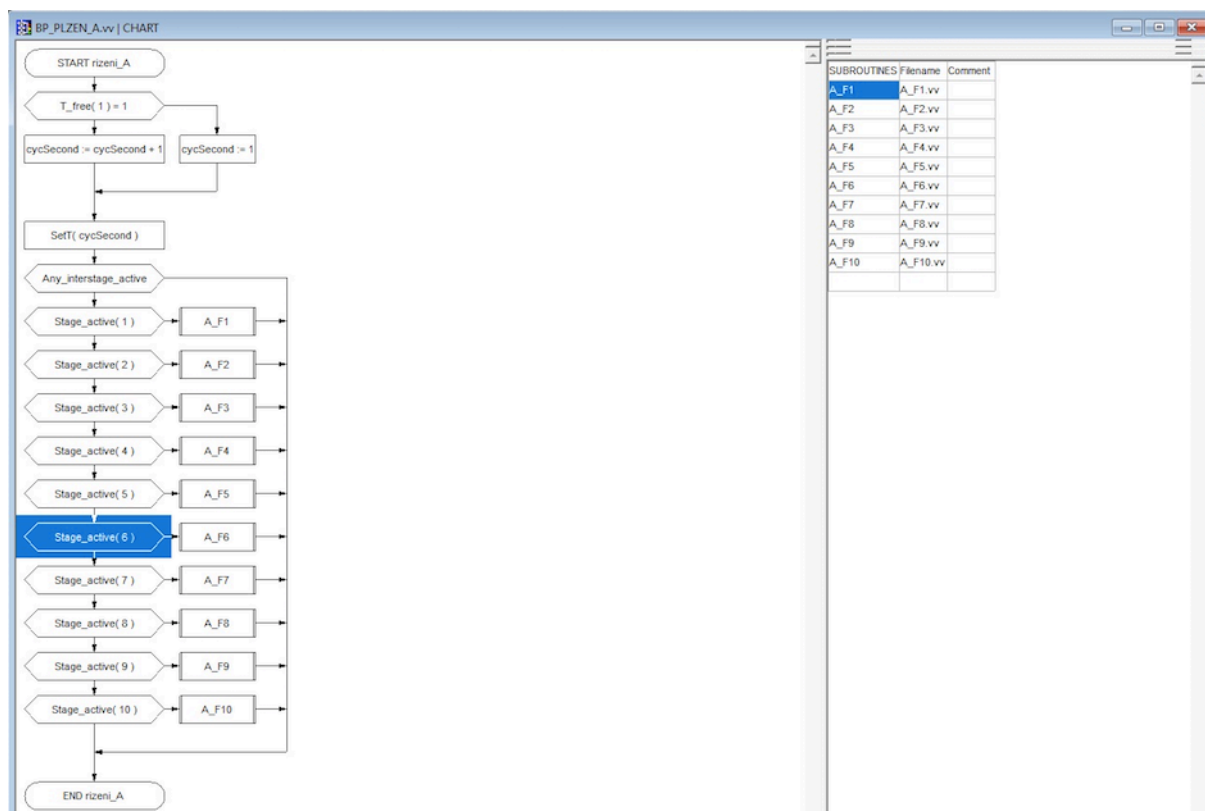 BP_PLZEN_A.vv | CHART
START rizeni_A
T_free( 1 ) = 1
cycSecond := cycSecond + 1
cycSecond := 1
SetT( cycSecond )
Any_interstage_active
Stage_active( 1 ) A_F1
Stage_active( 2 ) A_F2
Stage_active( 3 ) A_F3
Stage_active( 4 ) A_F4
Stage_active( 5 ) A_F5
Stage_active( 6 ) A_F6
Stage_active( 7 ) A_F7
Stage_active( 8 ) A_F8
Stage_active( 9 ) A_F9
Stage_active( 10 ) A_F10
END rizeni_A
SUBROUTINES Filename Comment
A_F1 A_F1.vv
A_F2 A_F2.vv
A_F3 A_F3.vv
A_F4 A_F4.vv
A_F5 A_F5.vv
A_F6 A_F6.vv
A_F7 A_F7.vv
A_F8 A_F8.vv
A_F9 A_F9.vv
A_F10 A_F10.vv